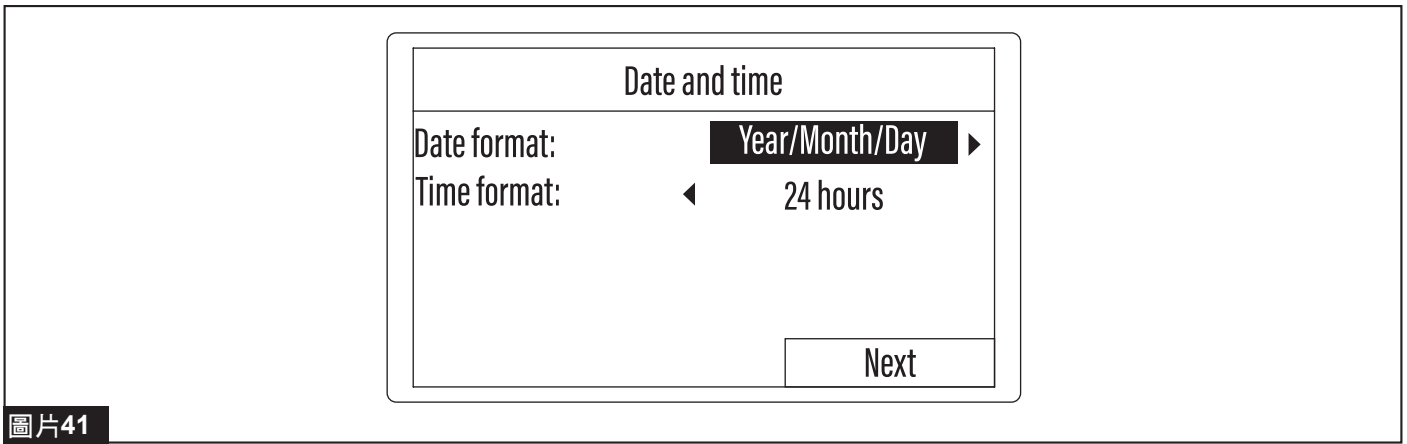 Date and time
Date format: Year/Month/Day
Time format: 24 hours
Next
圖片41